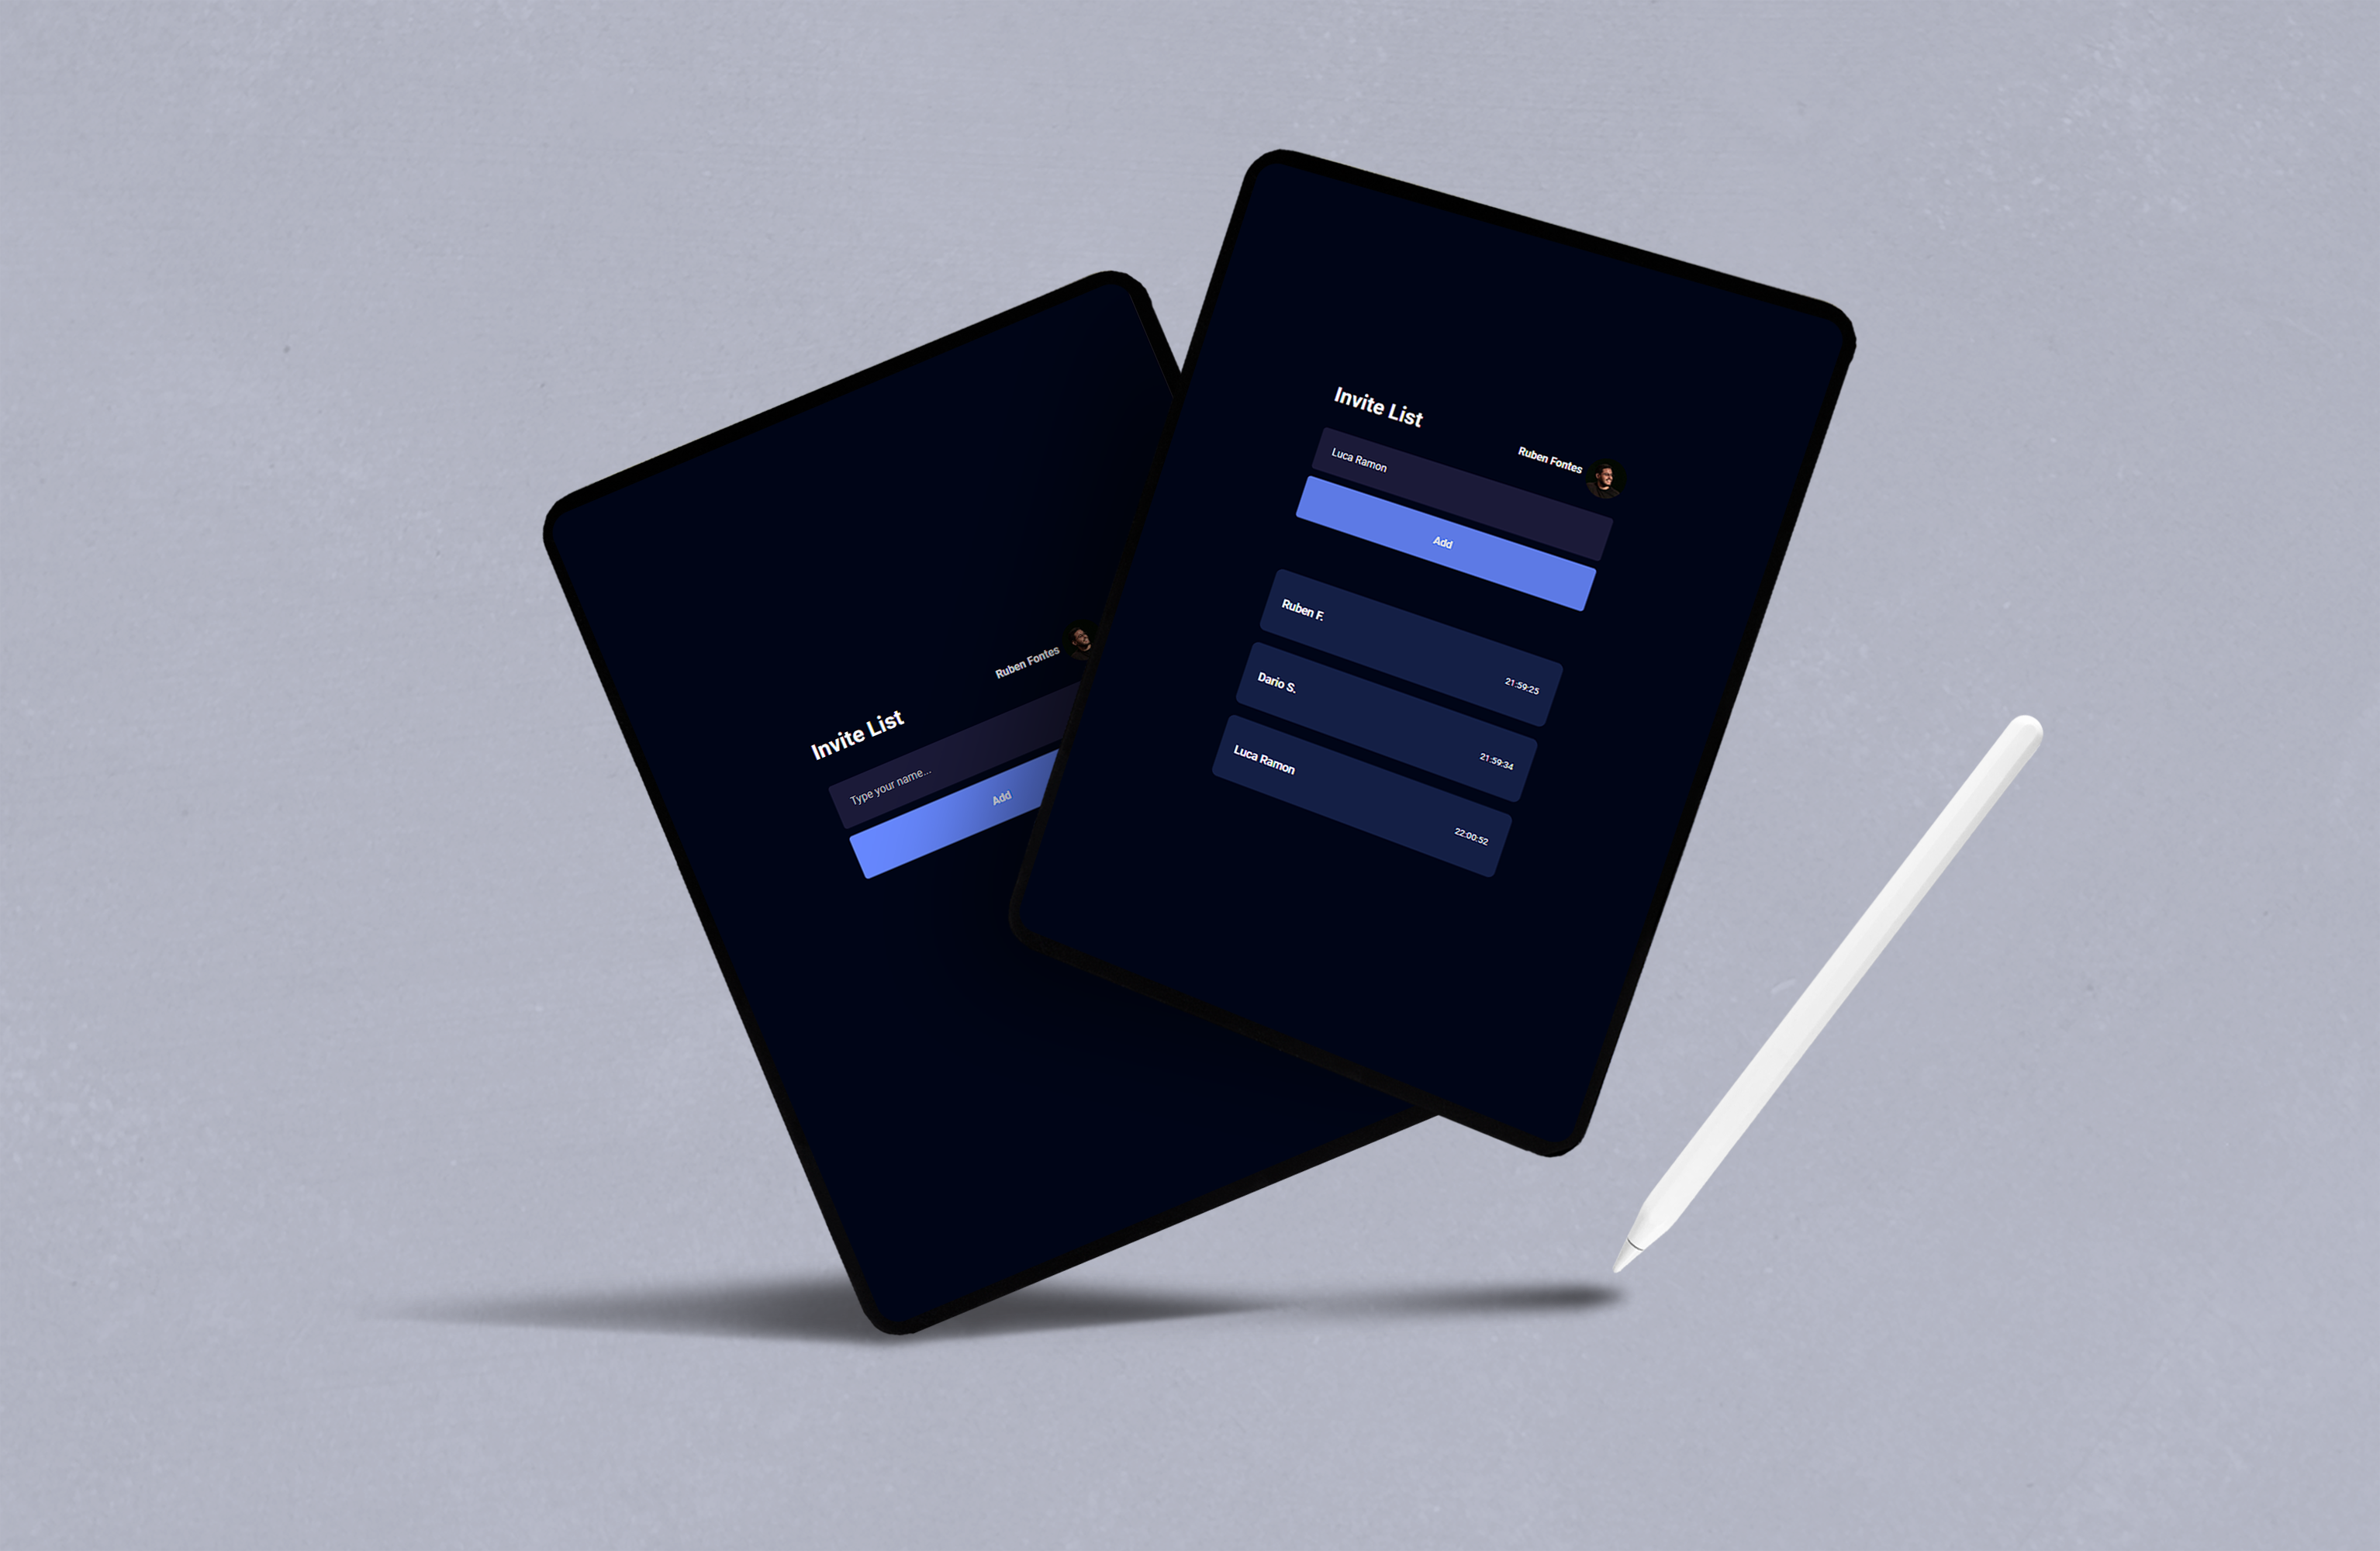 Ruben Fontes
Invite List
Type your name...
Add
Invite List
Ruben Fontes
Luca Ramon
Add
Ruben F.
21:59:25
Dario S.
21:59:34
Luca Ramon
22:00:52